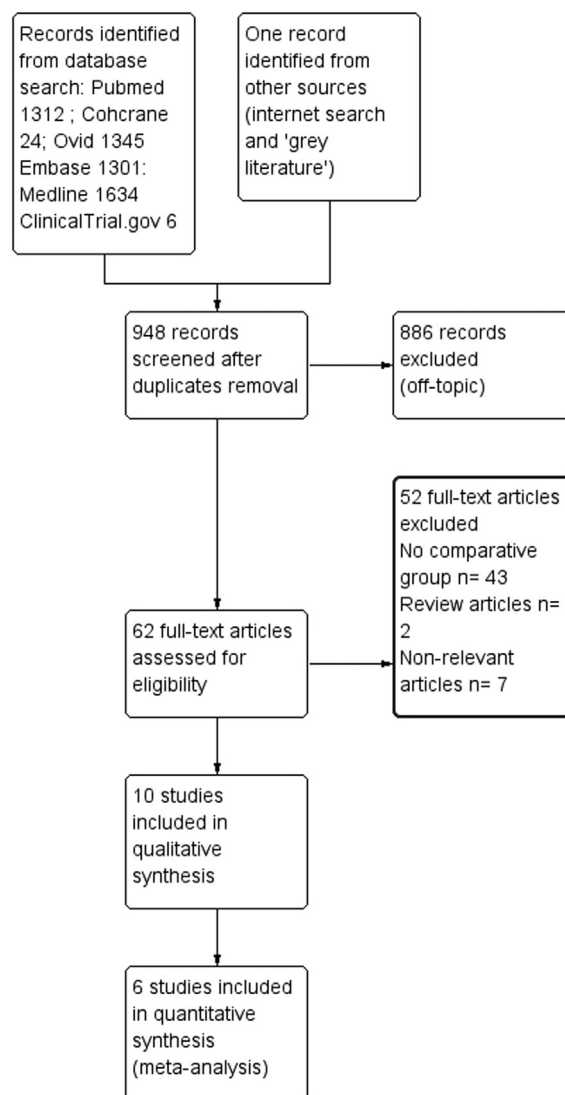 Records identified
from database
search: Pubmed
1312 ; Cohcrane
24; Ovid 1345
Embase 1301:
Medline 1634
ClinicalTrial.gov 6
One record
identified from
other sources
(internet search
and 'grey
literature')
948 records
screened after
duplicates removal
886 records
excluded
(off-topic)
52 full-text articles
excluded
No comparative
group n= 43
Review articles n=
2
Non-relevant
articles n= 7
62 full-text articles
assessed for
eligibility
10 studies
included in
qualitative
synthesis
6 studies included
in quantitative
synthesis
(meta-analysis)